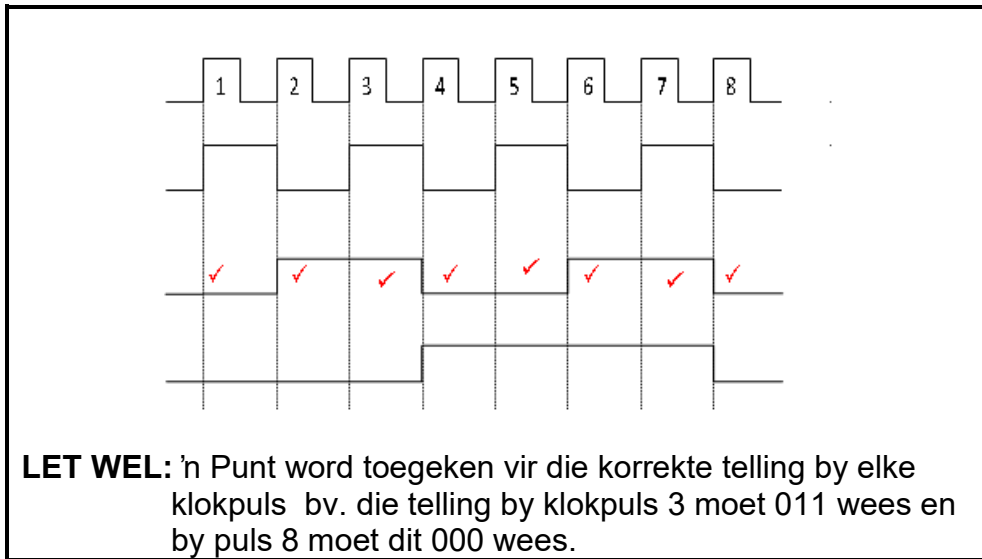 1 2 3 4 5 6 7 8
LET WEL: 'n Punt word toegeken vir die korrekte telling by elke
klokpuls bv. die telling by klokpuls 3 moet 011 wees en
by puls 8 moet dit 000 wees.